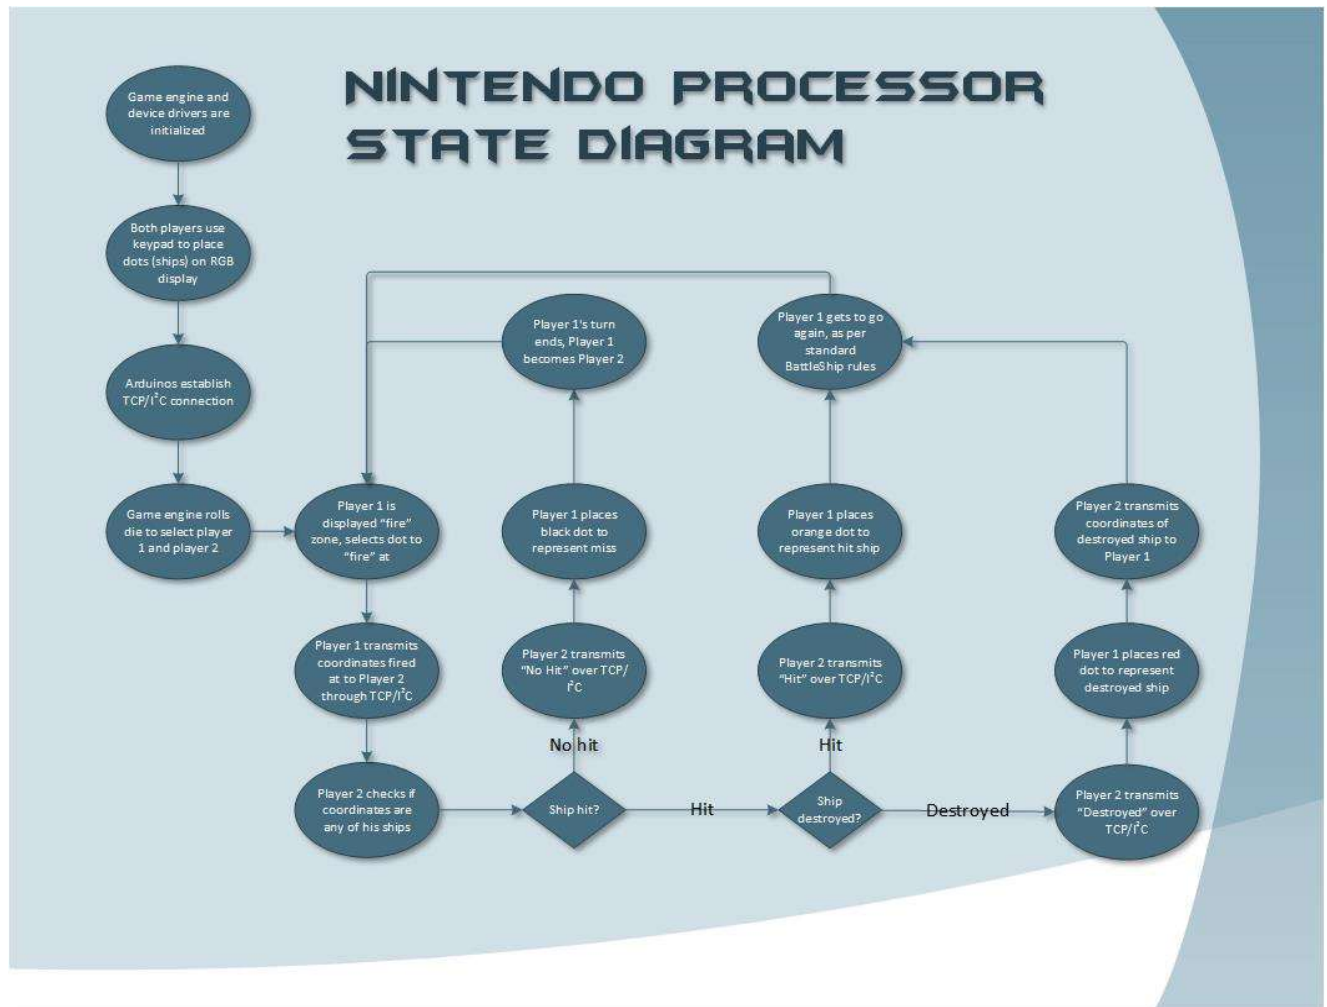 NINTENDO PROCESSOR
STATE DIAGRAM
Game engine and
device drivers are
initialized
Both players use
keypad to place
dots (ships) on RGB
display
Arduinos establish
TCP/I²C connection
Game engine rolls
die to select player
1 and player 2
Player 1 is
displayed “fire”
zone, selects dot to
“fire” at
Player 1 transmits
coordinates fired
at to Player 2
through TCP/I²C
Player 2 checks if
coordinates are
any of his ships
Ship hit?
No hit
Player 2 transmits
“No Hit” over TCP/
I²C
Player 1 places
black dot to
represent miss
Player 1's turn
ends, Player 1
becomes Player 2
Hit
Ship
destroyed?
Hit
Player 2 transmits
“Hit” over TCP/I²C
Player 1 places
orange dot to
represent hit ship
Player 1 gets to go
again, as per
standard
BattleShip rules
Destroyed
Player 2 transmits
“Destroyed” over
TCP/I²C
Player 1 places red
dot to represent
destroyed ship
Player 2 transmits
coordinates of
destroyed ship to
Player 1